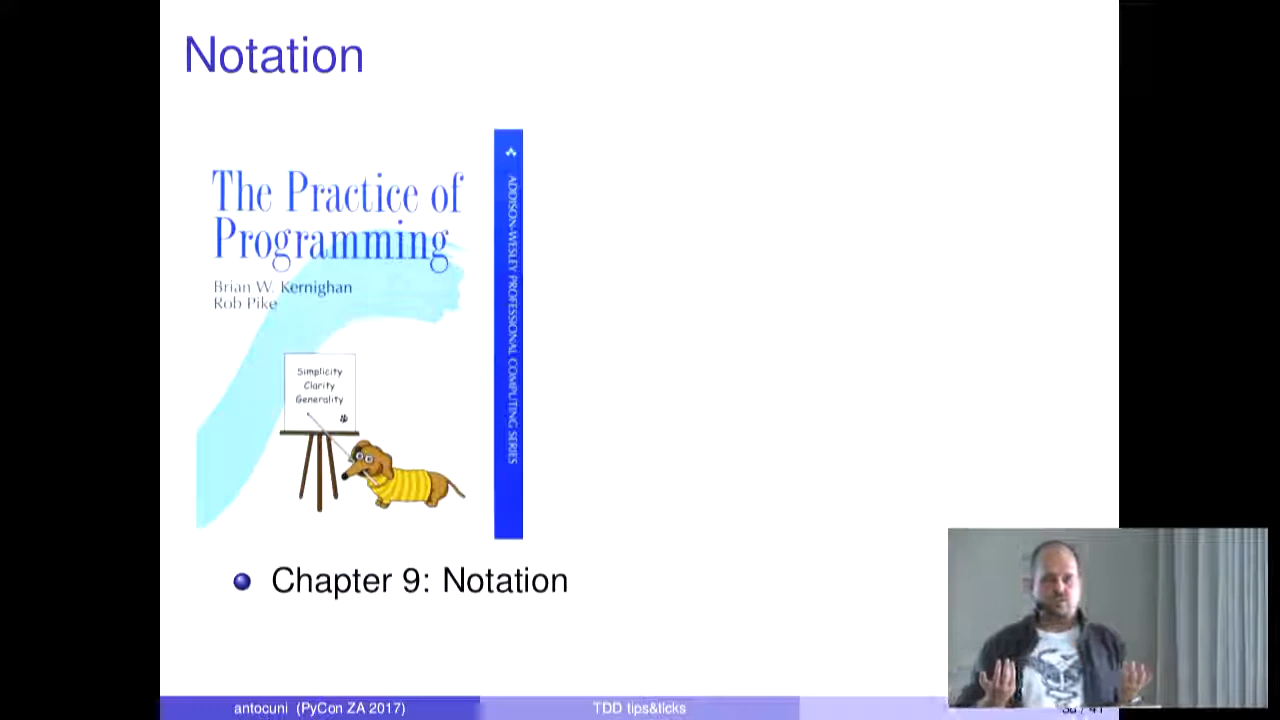 Notation
The Practice of
Programming
Brian W. Kernighan
Rob Pike
Simplicity
Clarity
Generality
ADDISON-WESLEY PROFESSIONAL COMPUTING SERIES
Chapter 9: Notation
antocuni (PyCon ZA 2017)
TDD tips&tricks